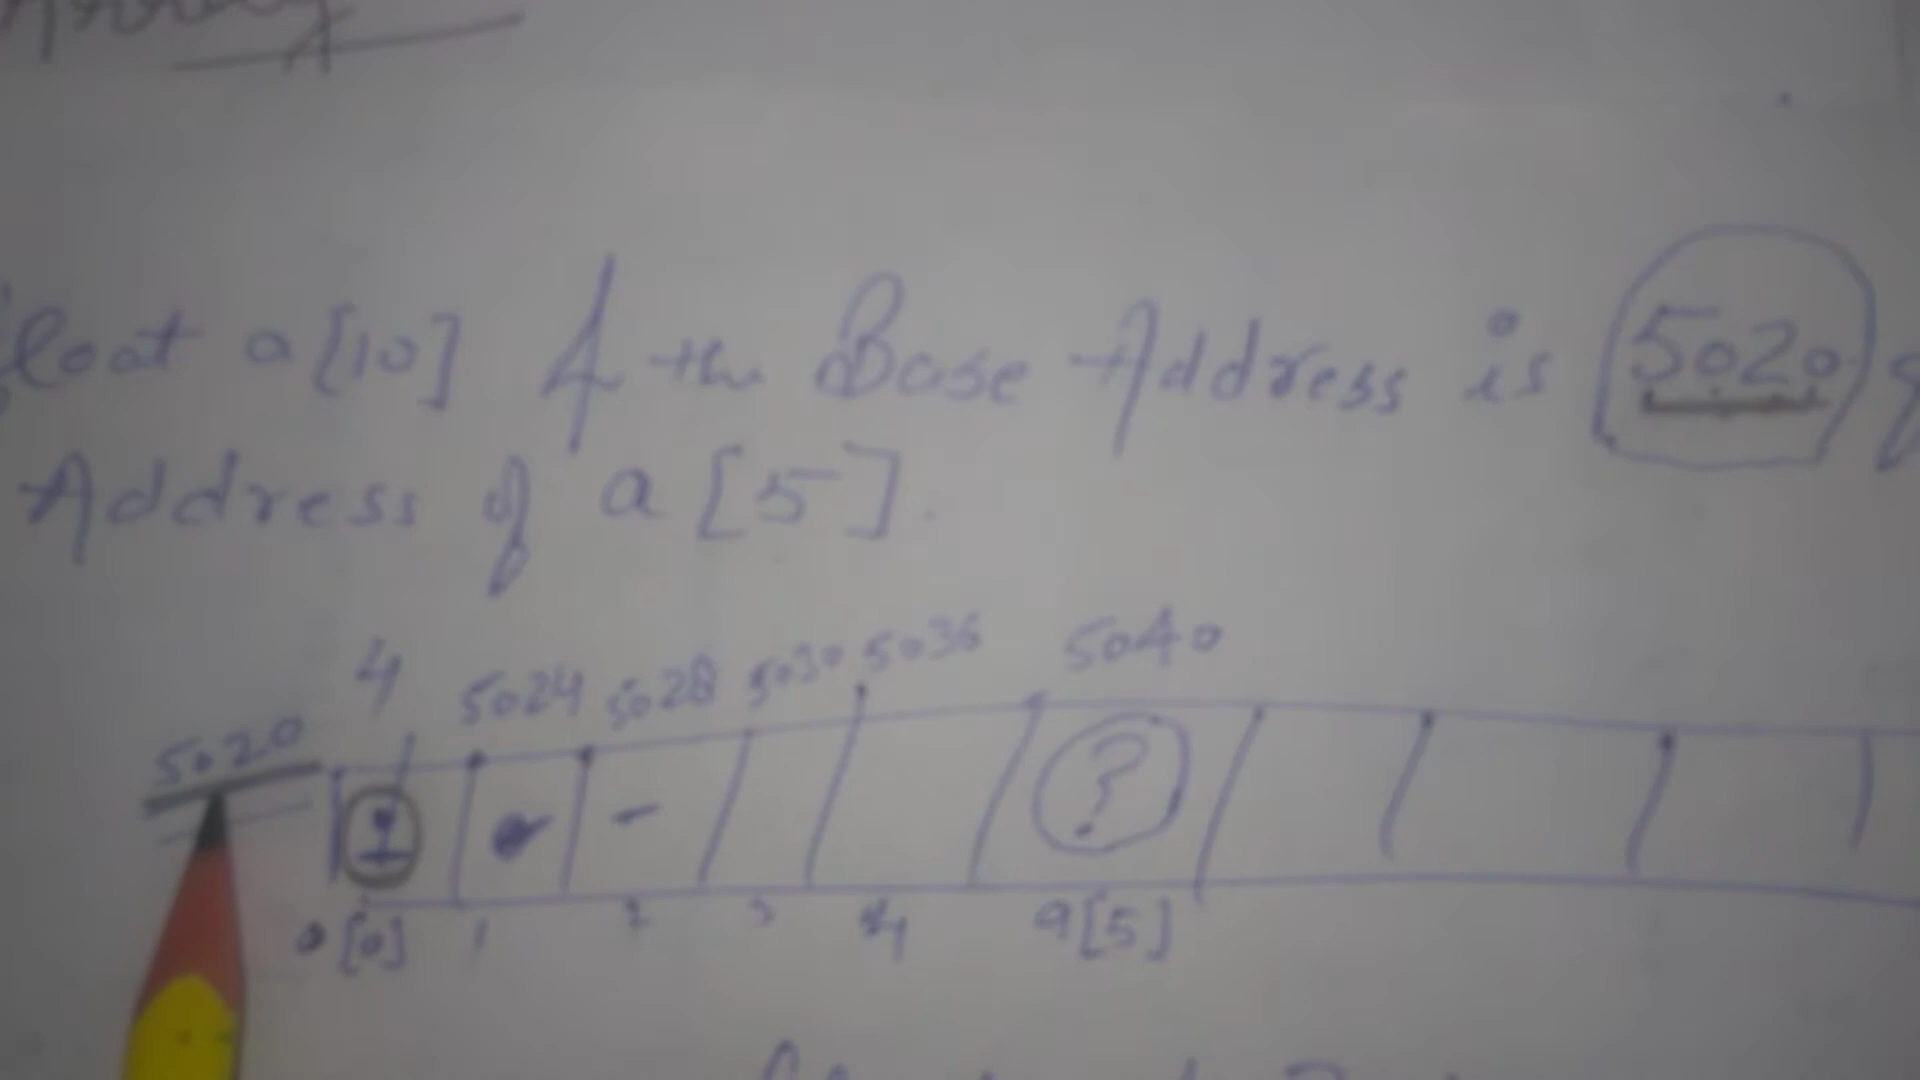 Array
float a[10] & the Base Address is 5020
Address of a[5].
4 5024 5028 5030 5036 5040
5020
?
a[0] 1 2 3 4 a[5]